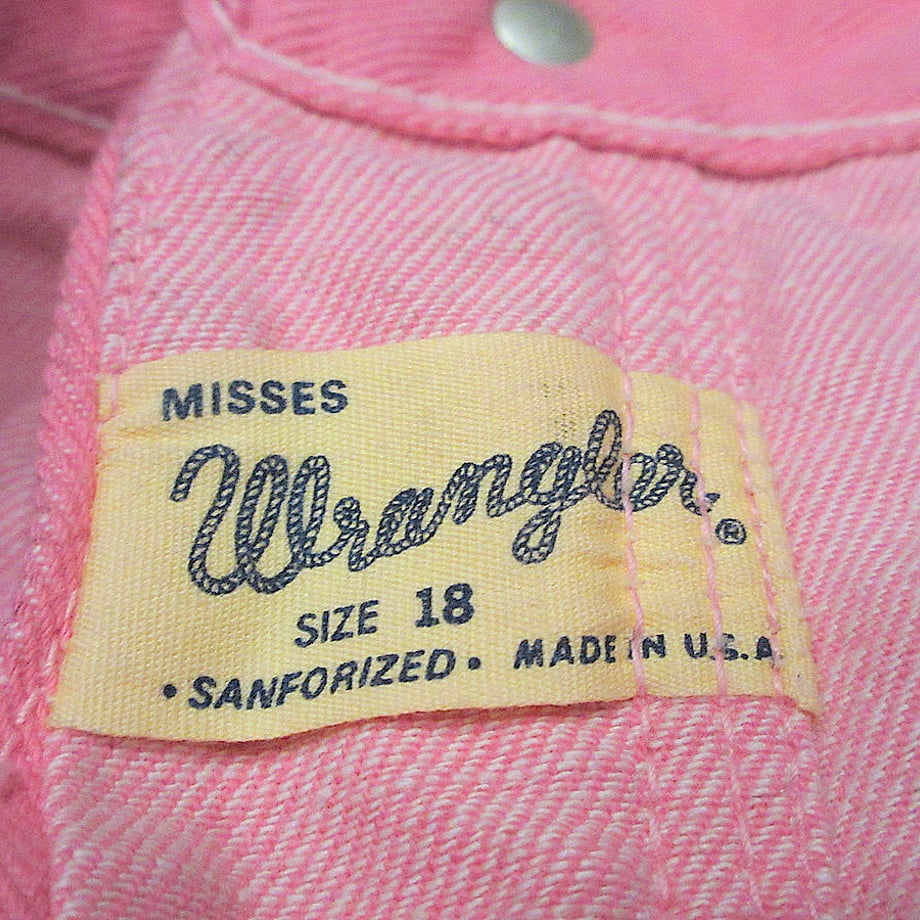 MISSES
Wrangler®
SIZE 18
• SANFORIZED • MADE IN U.S.A.